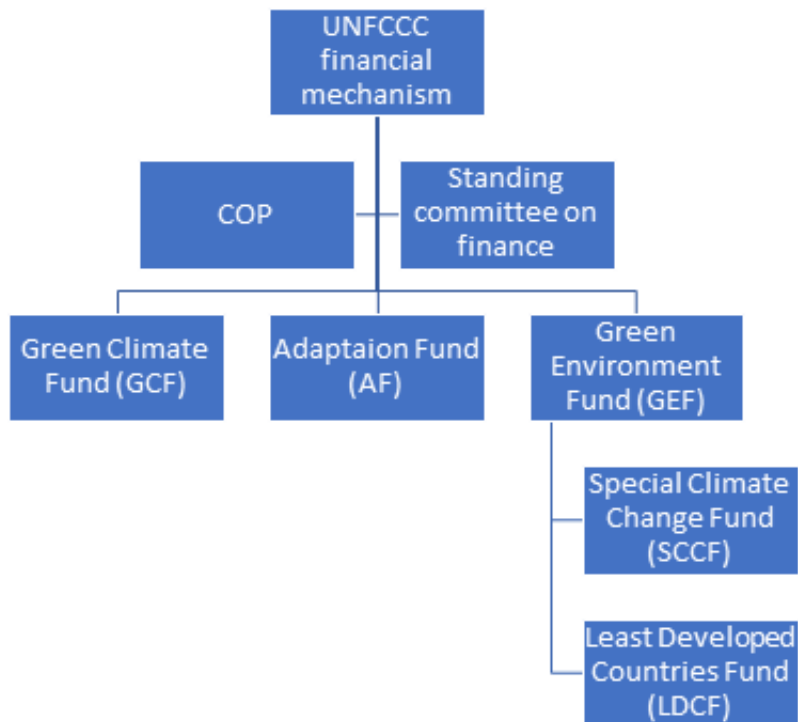 UNFCCC
financial
mechanism
COP
Standing
committee on
finance
Green Climate
Fund (GCF)
Adaptaion Fund
(AF)
Green
Environment
Fund (GEF)
Special Climate
Change Fund
(SCCF)
Least Developed
Countries Fund
(LDCF)